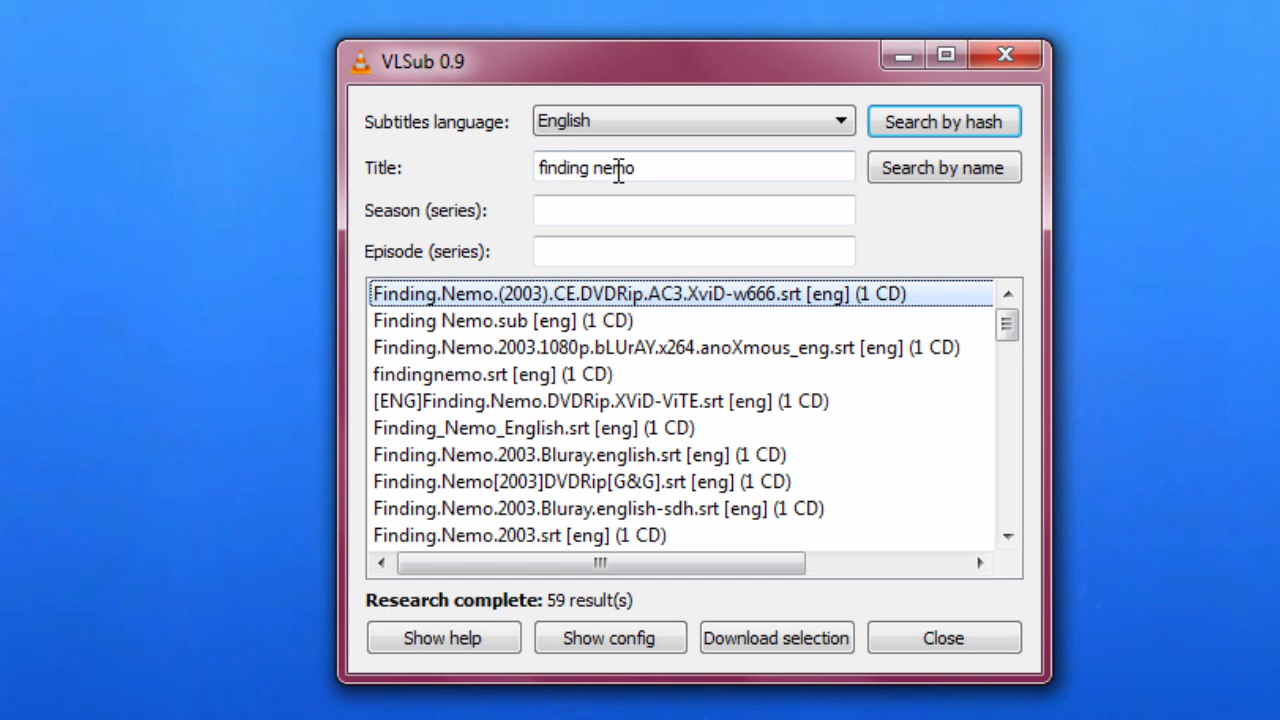 VLSub 0.9
Subtitles language: English Search by hash
Title: finding nemo Search by name
Season (series):
Episode (series):
Finding.Nemo.(2003).CE.DVDRip.AC3.XviD-w666.srt [eng] (1 CD)
Finding Nemo.sub [eng] (1 CD)
Finding.Nemo.2003.1080p.bLUrAY.x264.anoXmous_eng.srt [eng] (1 CD)
findingnemo.srt [eng] (1 CD)
[ENG]Finding.Nemo.DVDRip.XViD-ViTE.srt [eng] (1 CD)
Finding_Nemo_English.srt [eng] (1 CD)
Finding.Nemo.2003.Bluray.english.srt [eng] (1 CD)
Finding.Nemo[2003]DVDRip[G&G].srt [eng] (1 CD)
Finding.Nemo.2003.Bluray.english-sdh.srt [eng] (1 CD)
Finding.Nemo.2003.srt [eng] (1 CD)
Research complete: 59 result(s)
Show help Show config Download selection Close